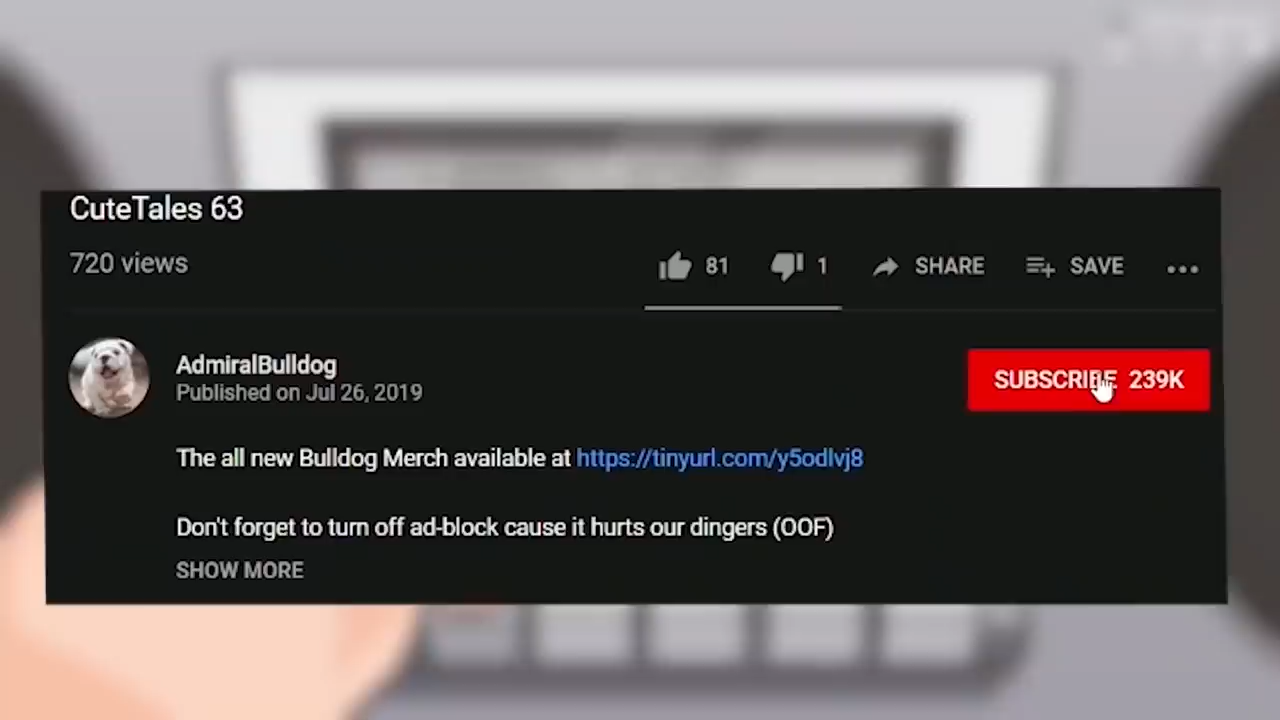 CuteTales 63
720 views
81 1 SHARE SAVE
AdmiralBulldog
Published on Jul 26, 2019
SUBSCRIBE 239K
The all new Bulldog Merch available at https://tinyurl.com/y5odlvj8
Don't forget to turn off ad-block cause it hurts our dingers (OOF)
SHOW MORE